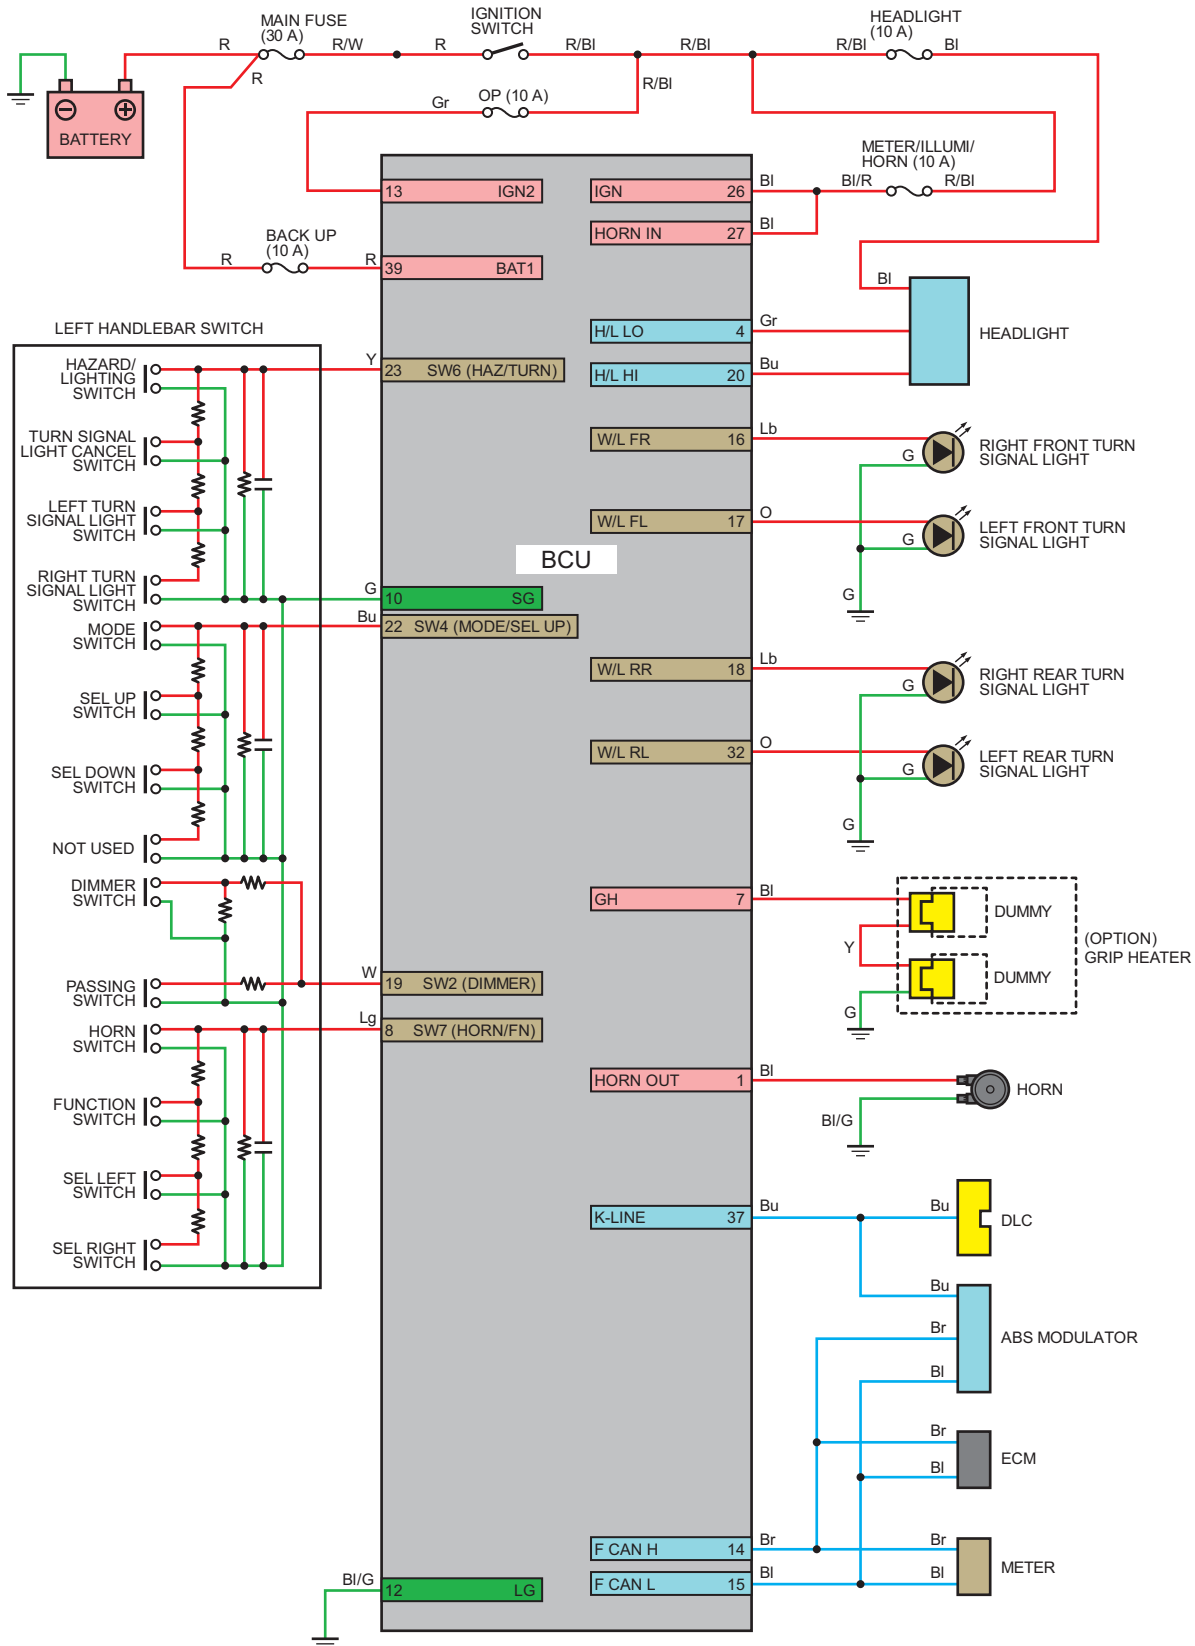 MAIN FUSE
(30 A)
IGNITION
SWITCH
HEADLIGHT
(10 A)
R
R/W
R
R/Bl
R/Bl
R/Bl
Bl
R
R/Bl
Gr
OP (10 A)
BATTERY
METER/ILLUMI/
HORN (10 A)
Bl/R
R/Bl
13 IGN2
IGN 26
Bl
HORN IN 27
Bl
BACK UP
(10 A)
R
R
39 BAT1
Bl
HEADLIGHT
H/L LO 4
Gr
H/L HI 20
Bu
LEFT HANDLEBAR SWITCH
HAZARD/
LIGHTING
SWITCH
Y
23 SW6 (HAZ/TURN)
TURN SIGNAL
LIGHT CANCEL
SWITCH
LEFT TURN
SIGNAL LIGHT
SWITCH
RIGHT TURN
SIGNAL LIGHT
SWITCH
W/L FR 16
Lb
G
RIGHT FRONT TURN
SIGNAL LIGHT
W/L FL 17
O
G
LEFT FRONT TURN
SIGNAL LIGHT
G
BCU
G
10 SG
Bu
22 SW4 (MODE/SEL UP)
MODE
SWITCH
SEL UP
SWITCH
SEL DOWN
SWITCH
NOT USED
W/L RR 18
Lb
G
RIGHT REAR TURN
SIGNAL LIGHT
W/L RL 32
O
G
LEFT REAR TURN
SIGNAL LIGHT
G
DIMMER
SWITCH
PASSING
SWITCH
GH 7
Bl
DUMMY
Y
DUMMY
G
(OPTION)
GRIP HEATER
W
19 SW2 (DIMMER)
Lg
8 SW7 (HORN/FN)
HORN
SWITCH
FUNCTION
SWITCH
SEL LEFT
SWITCH
SEL RIGHT
SWITCH
HORN OUT 1
Bl
HORN
Bl/G
K-LINE 37
Bu
Bu
DLC
Bu
Br
Bl
ABS MODULATOR
Br
Bl
ECM
F CAN H 14
Br
Br
F CAN L 15
Bl
Bl
METER
Bl/G
12 LG